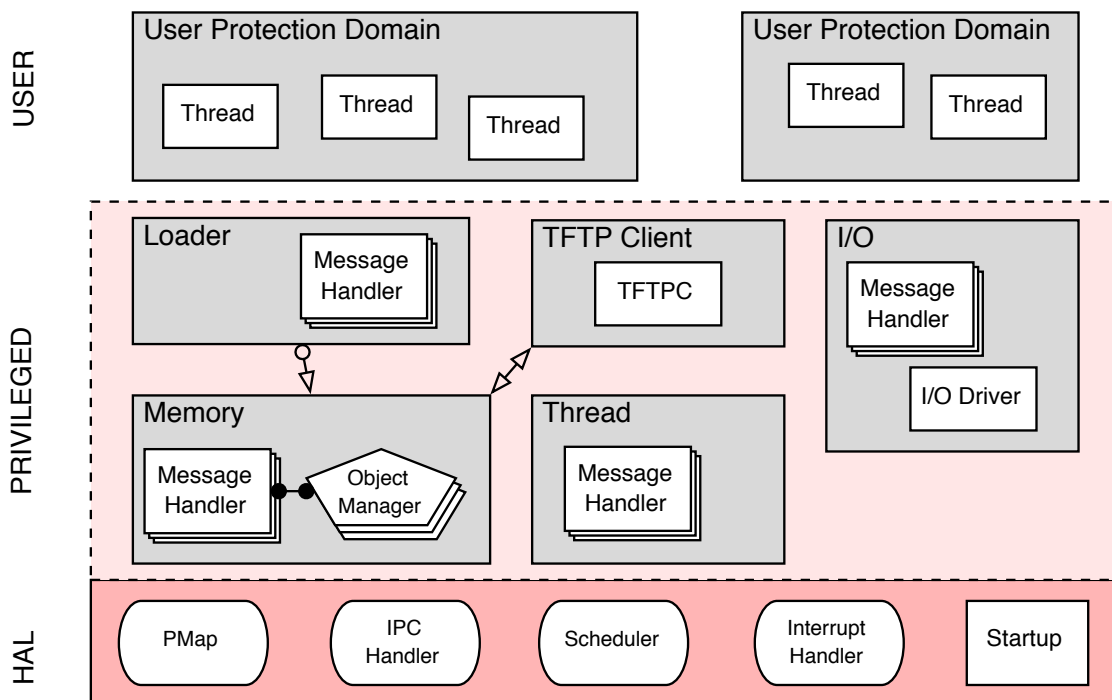 USER
User Protection Domain
Thread
Thread
Thread
User Protection Domain
Thread
Thread
PRIVILEGED
Loader
Message
Handler
TFTP Client
TFTPC
I/O
Message
Handler
I/O Driver
Memory
Message
Handler
Object
Manager
Thread
Message
Handler
HAL
PMap
IPC
Handler
Scheduler
Interrupt
Handler
Startup